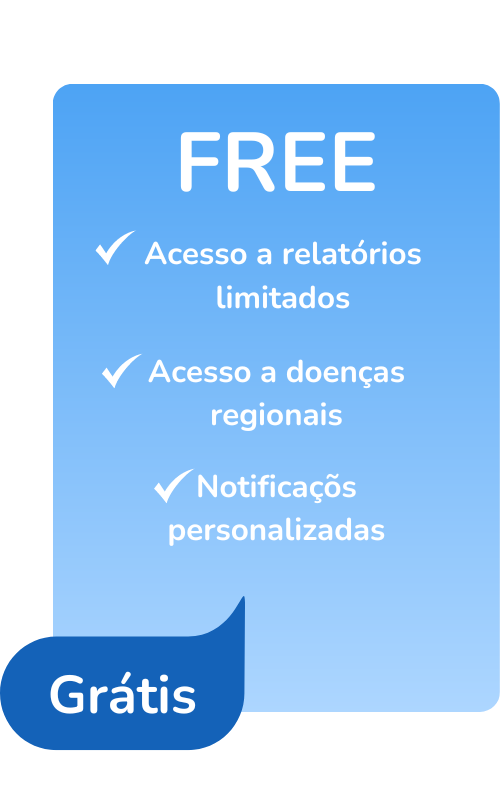 FREE
Acesso a relatórios
limitados
Acesso a doenças
regionais
Notificaçõs
personalizadas
Grátis